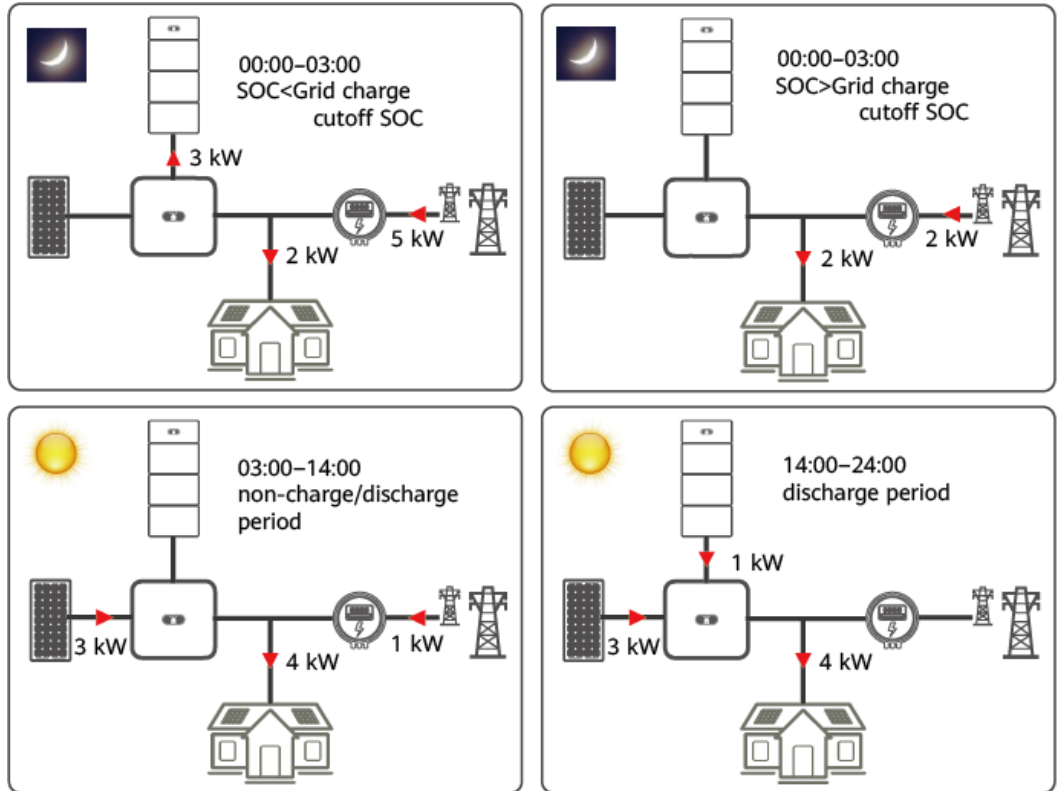 00:00–03:00
SOC<Grid charge
cutoff SOC
3 kW
5 kW
2 kW
00:00–03:00
SOC>Grid charge
cutoff SOC
2 kW
2 kW
03:00–14:00
non-charge/discharge
period
3 kW
1 kW
4 kW
14:00–24:00
discharge period
1 kW
3 kW
4 kW